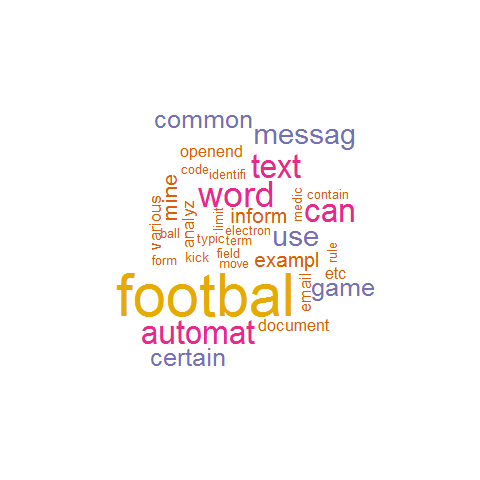 common
messag
openend
text
code
identifi
mine
word
medic
contain
can
various
analyz
limit
inform
ball
electron
use
typic
term
rule
form
kick
field
move
exampl
etc
email
game
footbal
automat
document
certain